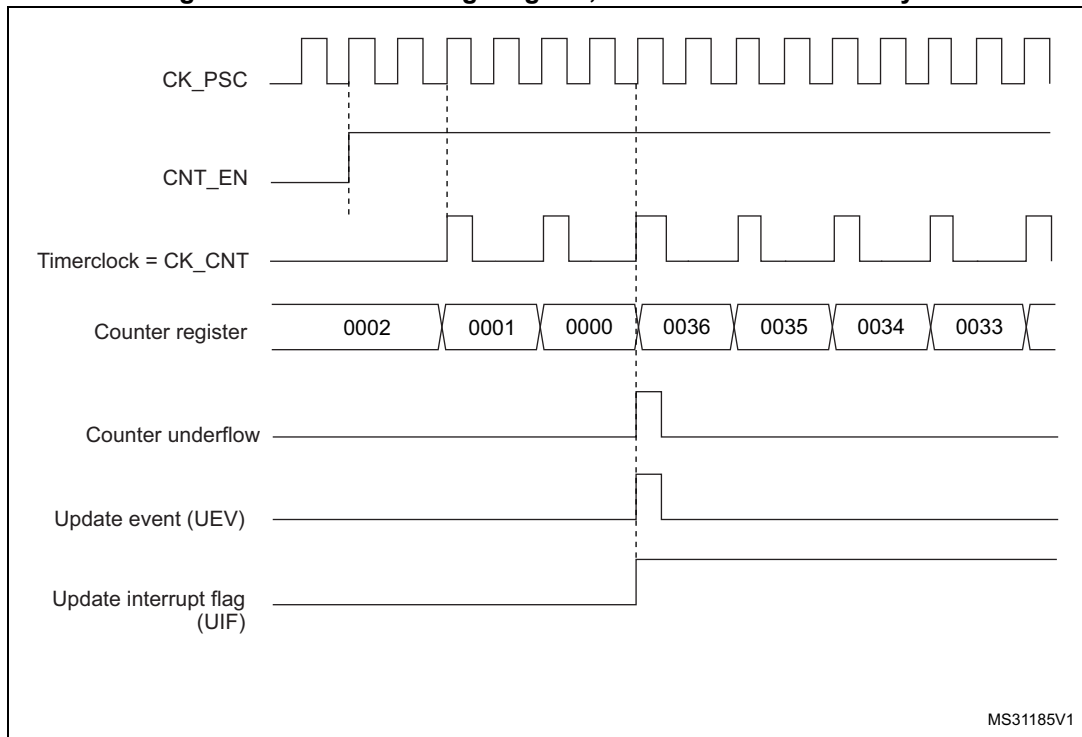 CK_PSC
CNT_EN
Timerclock = CK_CNT
Counter register
0002 0001 0000 0036 0035 0034 0033
Counter underflow
Update event (UEV)
Update interrupt flag
(UIF)
MS31185V1